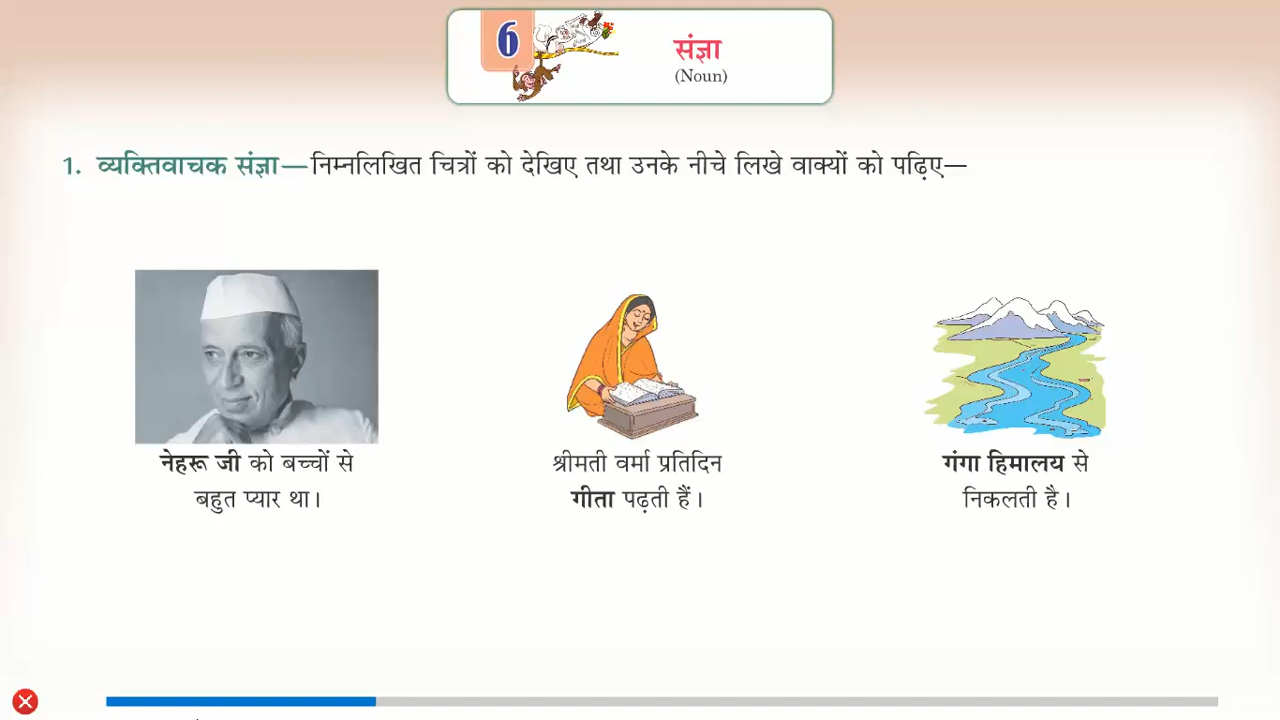 6
संज्ञा
(Noun)
1. व्यक्तिवाचक संज्ञा—निम्नलिखित चित्रों को देखिए तथा उनके नीचे लिखे वाक्यों को पढ़िए—
नेहरू जी को बच्चों से
बहुत प्यार था।
श्रीमती वर्मा प्रतिदिन
गीता पढ़ती हैं।
गंगा हिमालय से
निकलती है।